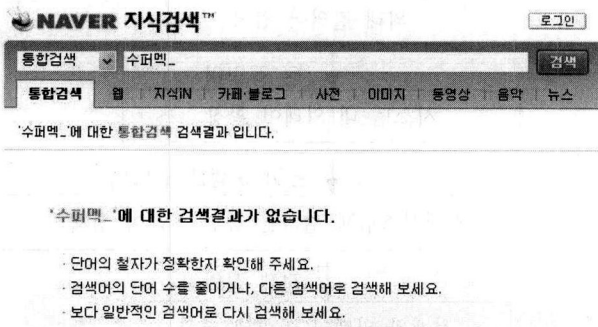 NAVER 지식검색™
로그인
통합검색 수퍼멕_ 검색
통합검색 웹 지식iN 카페·블로그 사전 이미지 동영상 음악 뉴스
'수퍼멕_'에 대한 통합검색 검색결과 입니다.
'수퍼멕_'에 대한 검색결과가 없습니다.
· 단어의 철자가 정확한지 확인해 주세요.
· 검색어의 단어 수를 줄이거나, 다른 검색어로 검색해 보세요.
· 보다 일반적인 검색어로 다시 검색해 보세요.